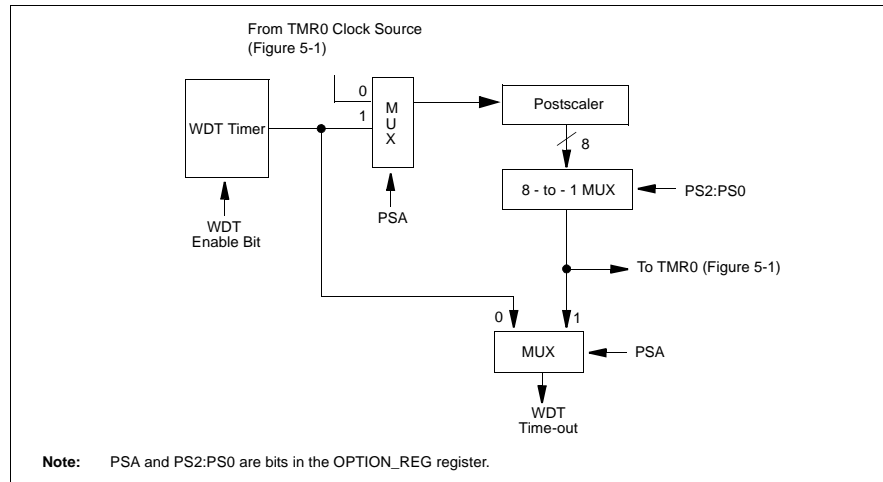 From TMR0 Clock Source
(Figure 5-1)
0
1
M
U
X
WDT Timer
Postscaler
8
8 - to - 1 MUX
PS2:PS0
PSA
WDT
Enable Bit
To TMR0 (Figure 5-1)
0
1
MUX
PSA
WDT
Time-out
Note: PSA and PS2:PS0 are bits in the OPTION_REG register.